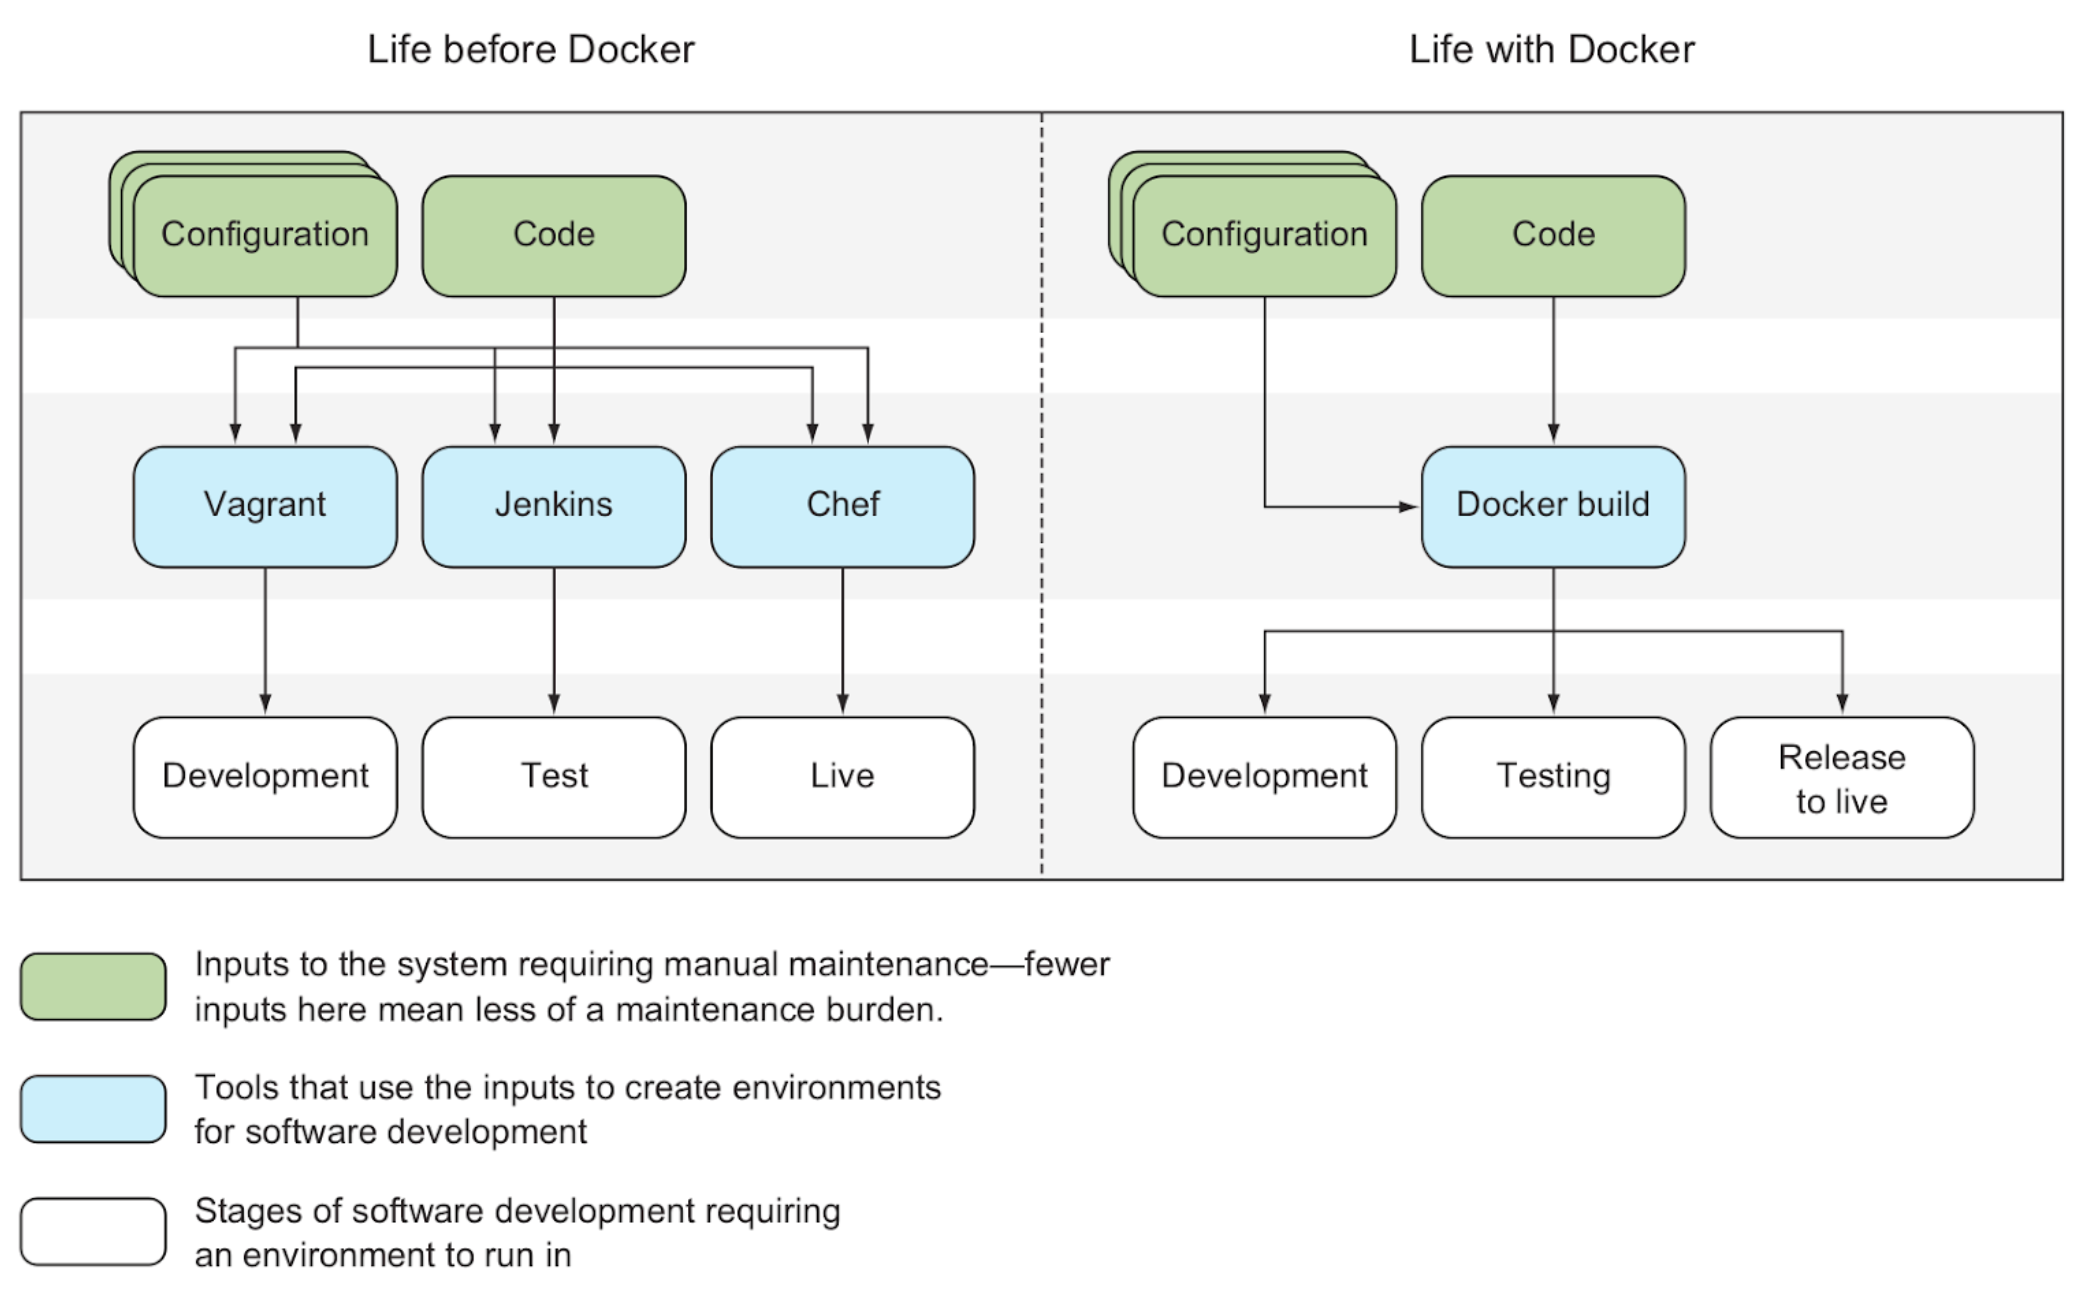 Life before Docker
Life with Docker
Configuration
Code
Configuration
Code
Vagrant
Jenkins
Chef
Docker build
Development
Test
Live
Development
Testing
Release
to live
Inputs to the system requiring manual maintenance—fewer
inputs here mean less of a maintenance burden.
Tools that use the inputs to create environments
for software development
Stages of software development requiring
an environment to run in